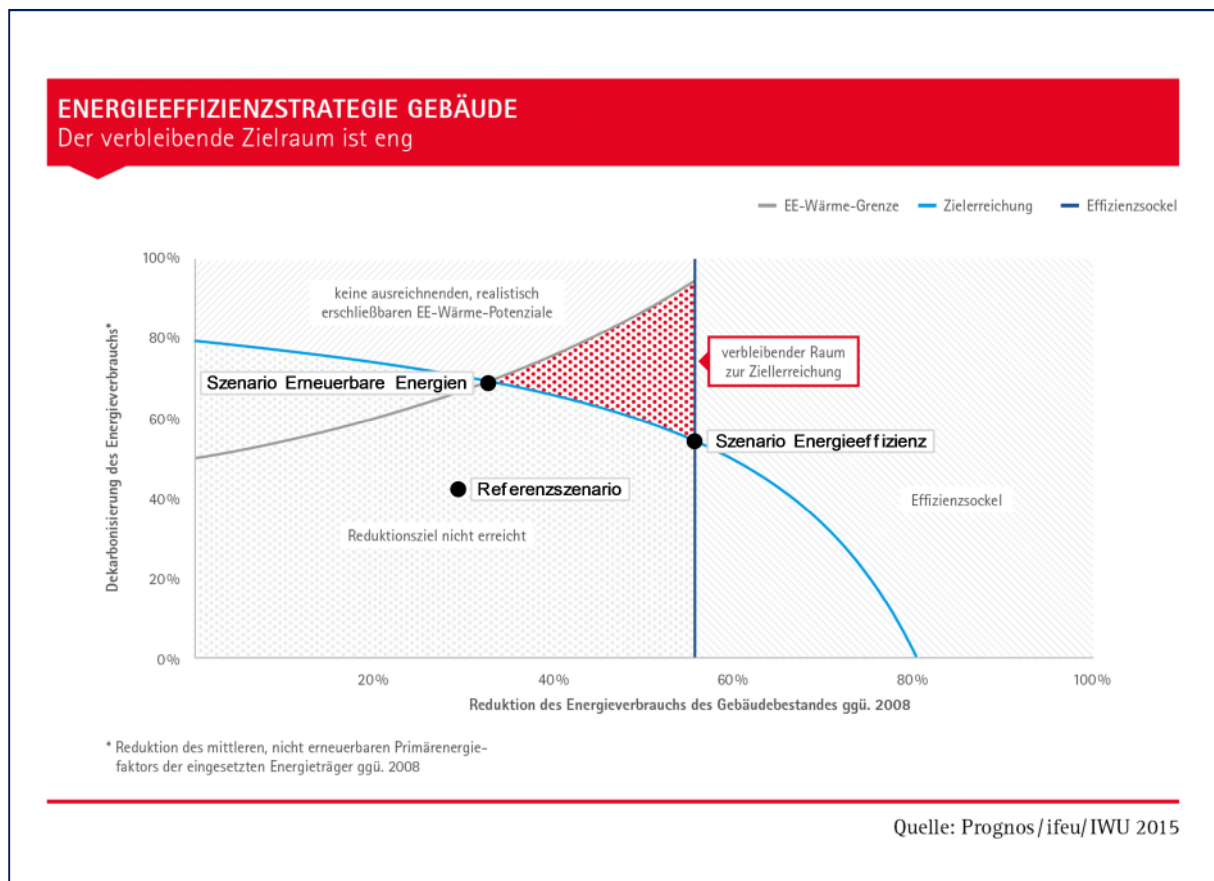 ENERGIEEFFIZIENZSTRATEGIE GEBÄUDE
Der verbleibende Zielraum ist eng
EE-Wärme-Grenze
Zielerreichung
Effizienzsockel
100%
80%
60%
40%
20%
0%
Dekarbonisierung des Energieverbrauchs*
keine ausreichnenden, realistisch
erschließbaren EE-Wärme-Potenziale
Szenario Erneuerbare Energien
verbleibender Raum
zur Ziellerreichung
Szenario Energieeffizienz
Referenzszenario
Effizienzsockel
Reduktionsziel nicht erreicht
20%
40%
60%
80%
100%
Reduktion des Energieverbrauchs des Gebäudebestandes ggü. 2008
* Reduktion des mittleren, nicht erneuerbaren Primärenergie-
faktors der eingesetzten Energieträger ggü. 2008
Quelle: Prognos/ifeu/IWU 2015